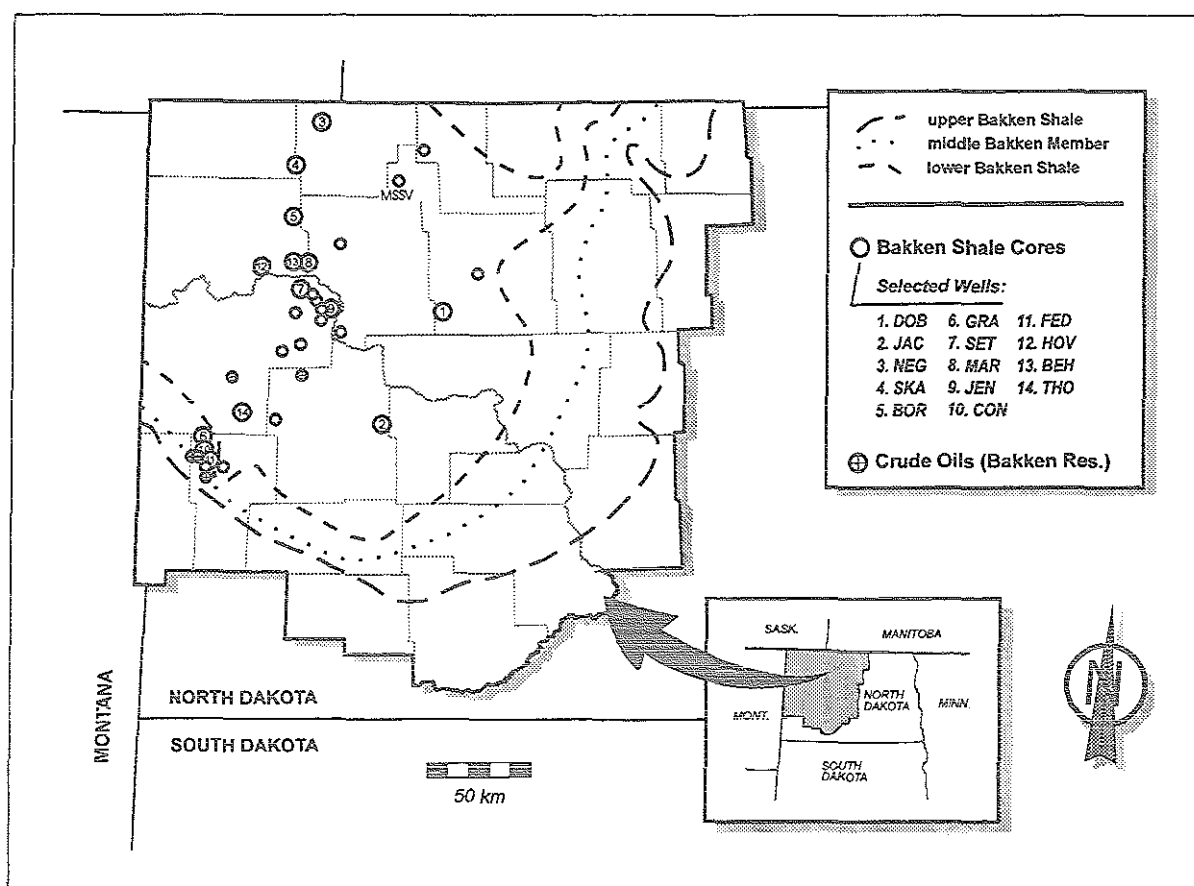 upper Bakken Shale
middle Bakken Member
lower Bakken Shale
Bakken Shale Cores
Selected Wells:
1. DOB 6. GRA 11. FED
2. JAC 7. SET 12. HOV
3. NEG 8. MAR 13. BEH
4. SKA 9. JEN 14. THO
5. BOR 10. CON
Crude Oils (Bakken Res.)
3
4
MSSV
5
12 13 8
7
9
1
14
2
6
11
MONTANA
NORTH DAKOTA
SOUTH DAKOTA
50 km
SASK. MANITOBA
MONT.
NORTH
DAKOTA
MINN.
SOUTH
DAKOTA
N